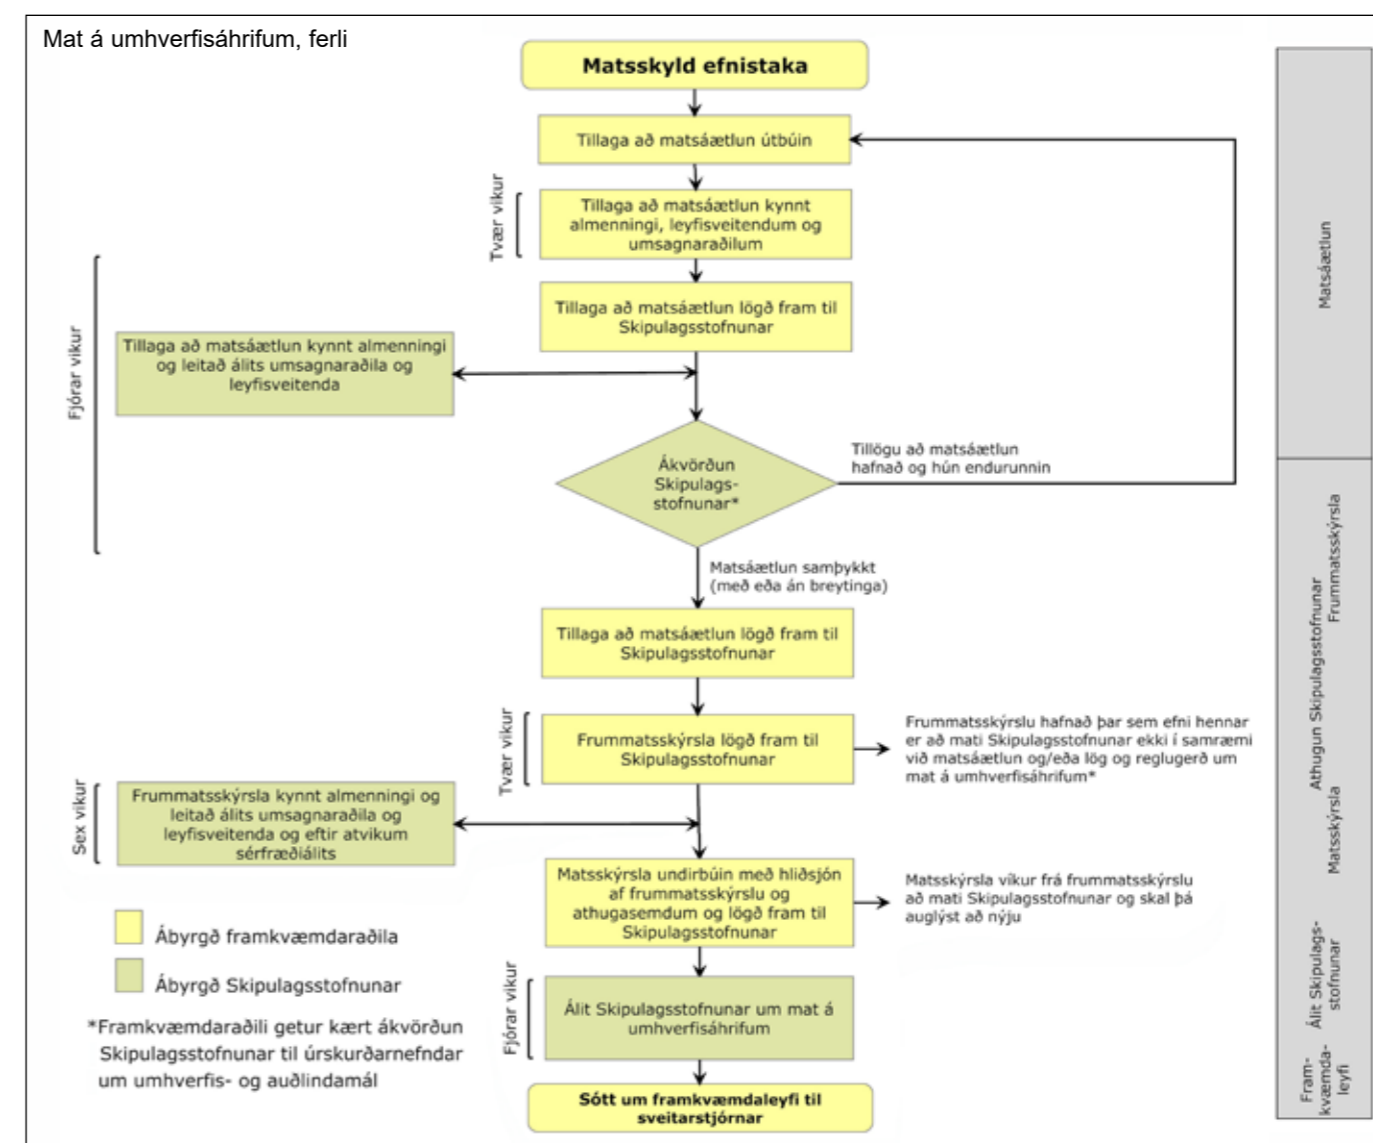 Mat á umhverfisáhrifum, ferli
Matsskyld efnistaka
Tillaga að matsáætlun útbúin
Tvær vikur
Tillaga að matsáætlun kynnt
almenningi, leyfisveitendum og
umsagnaraðilum
Tillaga að matsáætlun lögð fram til
Skipulagsstofnunar
Fjórar vikur
Tillaga að matsáætlun kynnt almenningi
og leitað álits umsagnaraðila og
leyfisveitenda
Ákvörðun
Skipulags-
stofnunar*
Tillögu að matsáætlun
hafnað og hún endurunnin
Matsáætlun samþykkt
(með eða án breytinga)
Tillaga að matsáætlun lögð fram til
Skipulagsstofnunar
Tvær vikur
Frummatsskýrsla lögð fram til
Skipulagsstofnunar
Frummatsskýrslu hafnað þar sem efni hennar
er að mati Skipulagsstofnunar ekki í samræmi
við matsáætlun og/eða lög og reglugerð um
mat á umhverfisáhrifum*
Sex vikur
Frummatsskýrsla kynnt almenningi og
leitað álits umsagnaraðila og
leyfisveitenda og eftir atvikum
sérfræðiálits
Matsskýrsla undirbúin með hliðsjón
af frummatsskýrslu og
athugasemdum og lögð fram til
Skipulagsstofnunar
Matsskýrsla víkur frá frummatsskýrslu
að mati Skipulagsstofnunar og skal þá
auglýst að nýju
Fjórar vikur
Álit Skipulagsstofnunar um mat á
umhverfisáhrifum
Sótt um framkvæmdaleyfi til
sveitarstjórnar
Ábyrgð framkvæmdaraðila
Ábyrgð Skipulagsstofnunar
*Framkvæmdaraðili getur kært ákvörðun
Skipulagsstofnunar til úrskurðarnefndar
um umhverfis- og auðlindamál
Matsáætlun
Frummatsskýrsla
Athugun Skipulagsstofnunar
Matsskýrsla
Álit Skipulags-
stofnunar
Fram-
kvæmda-
leyfi